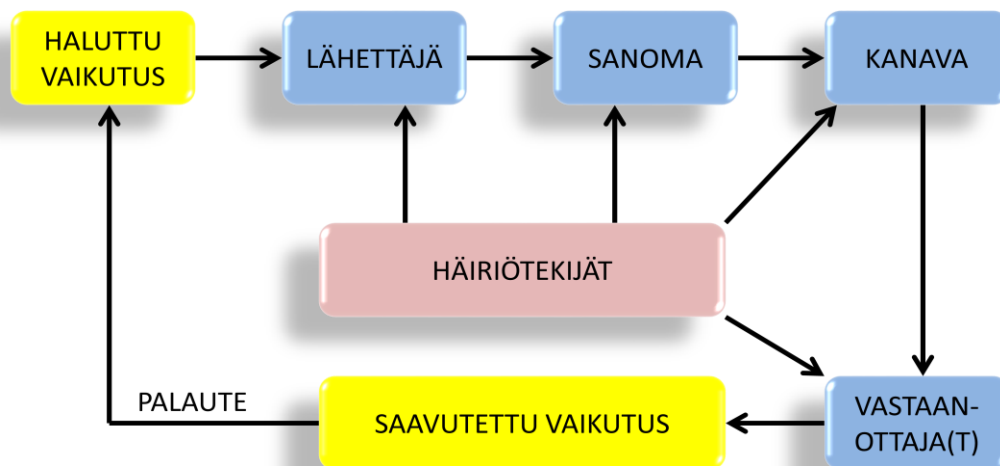 HALUTTU
VAIKUTUS
LÄHETTÄJÄ
SANOMA
KANAVA
HÄIRIÖTEKIJÄT
PALAUTE
SAAVUTETTU VAIKUTUS
VASTAAN-
OTTAJA(T)